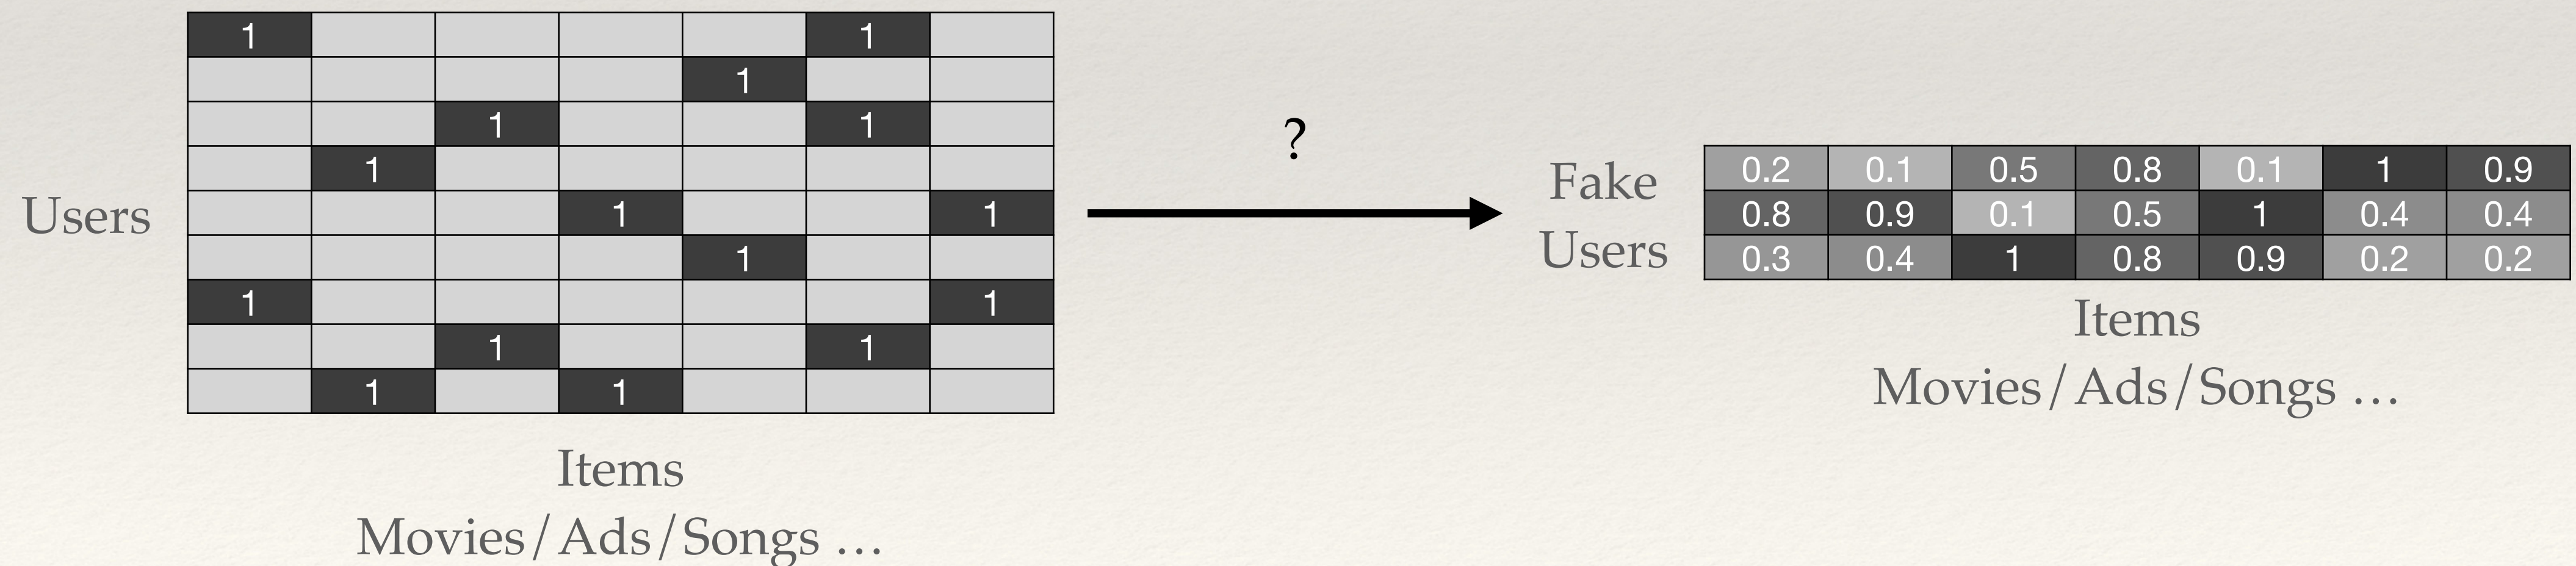 1 1
1
1 1
1
1 1
1
1 1
1 1
1 1
Users
Items
Movies/Ads/Songs ...
?
Fake
Users
0.2 0.1 0.5 0.8 0.1 1 0.9
0.8 0.9 0.1 0.5 1 0.4 0.4
0.3 0.4 1 0.8 0.9 0.2 0.2
Items
Movies/Ads/Songs ...